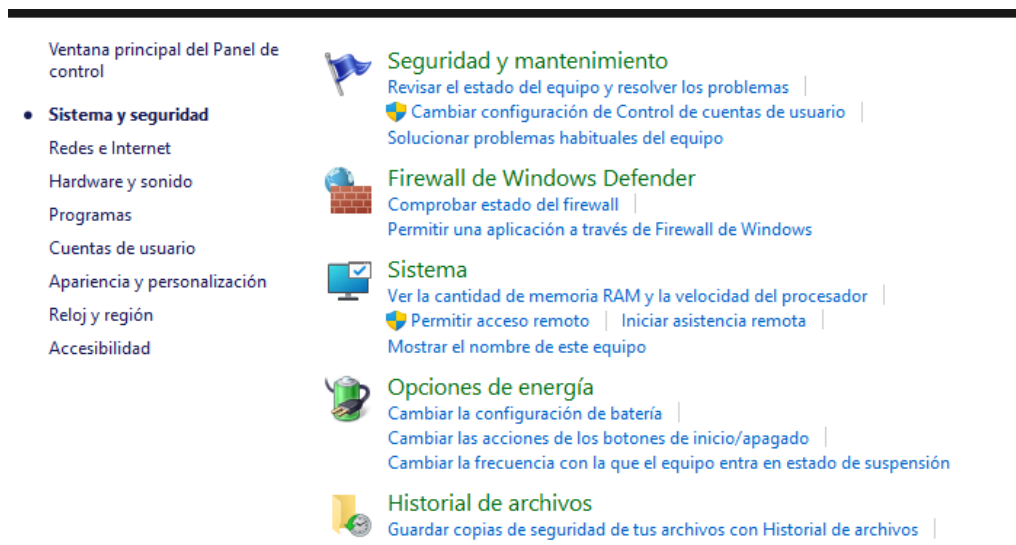 Ventana principal del Panel de
control
Sistema y seguridad
Redes e Internet
Hardware y sonido
Programas
Cuentas de usuario
Apariencia y personalización
Reloj y región
Accesibilidad
Seguridad y mantenimiento
Revisar el estado del equipo y resolver los problemas
Cambiar configuración de Control de cuentas de usuario
Solucionar problemas habituales del equipo
Firewall de Windows Defender
Comprobar estado del firewall
Permitir una aplicación a través de Firewall de Windows
Sistema
Ver la cantidad de memoria RAM y la velocidad del procesador
Permitir acceso remoto Iniciar asistencia remota
Mostrar el nombre de este equipo
Opciones de energía
Cambiar la configuración de batería
Cambiar las acciones de los botones de inicio/apagado
Cambiar la frecuencia con la que el equipo entra en estado de suspensión
Historial de archivos
Guardar copias de seguridad de tus archivos con Historial de archivos